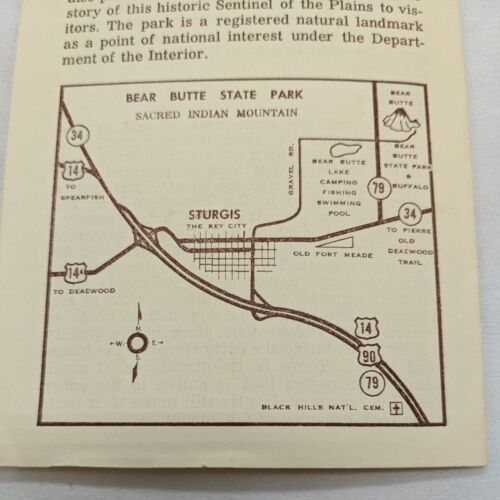 story of this historic Sentinel of the Plains to vis-
itors. The park is a registered natural landmark
as a point of national interest under the Depart-
ment of the Interior.
BEAR BUTTE STATE PARK
SACRED INDIAN MOUNTAIN
BEAR
BUTTE
34
14
TO
SPEARFISH
GRAVEL RD.
BEAR BUTTE
LAKE
CAMPING
FISHING
SWIMMING
POOL
BEAR
BUTTE
STATE PARK
&
BUFFALO
79
34
STURGIS
THE KEY CITY
OLD FORT MEADE
TO PIERRE
OLD
DEADWOOD
TRAIL
14A
TO DEADWOOD
N.
W.
E.
S.
14
90
79
BLACK HILLS NAT'L. CEM.